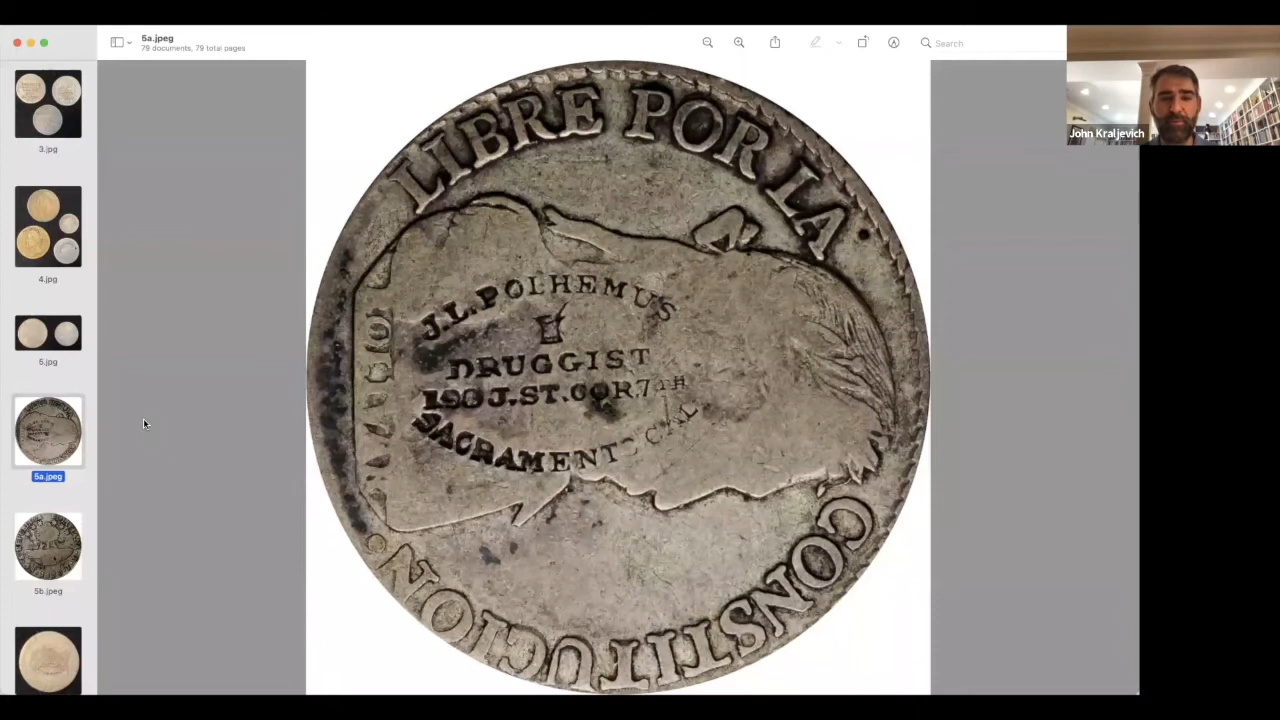 5a.jpeg
79 documents, 79 total pages
Search
John Kraljevich
3.jpg
4.jpg
5.jpg
5a.jpeg
5b.jpeg
LIBRE POR LA
CONSTITUCION
J.L.POLHEMUS
DRUGGIST
190 J.ST.COR.7TH
SACRAMENTO CAL